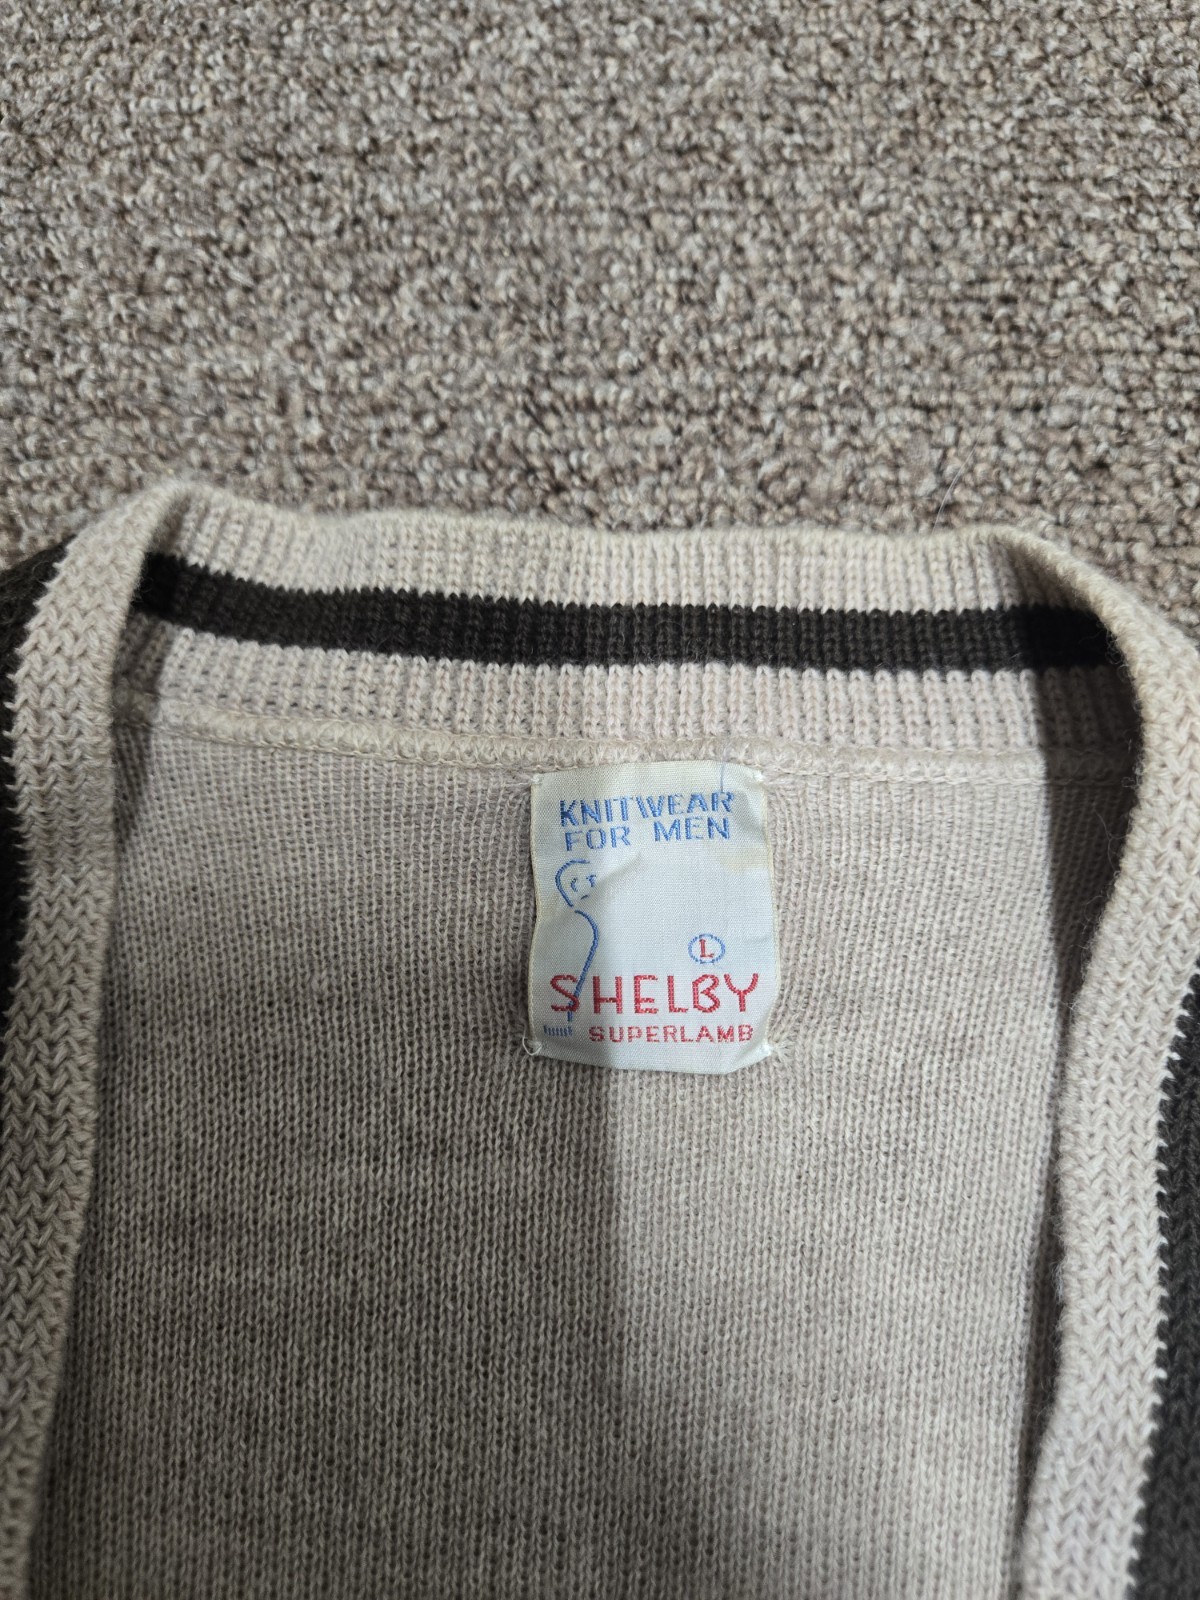 KNITWEAR
FOR MEN
L
SHELBY
SUPERLAMB